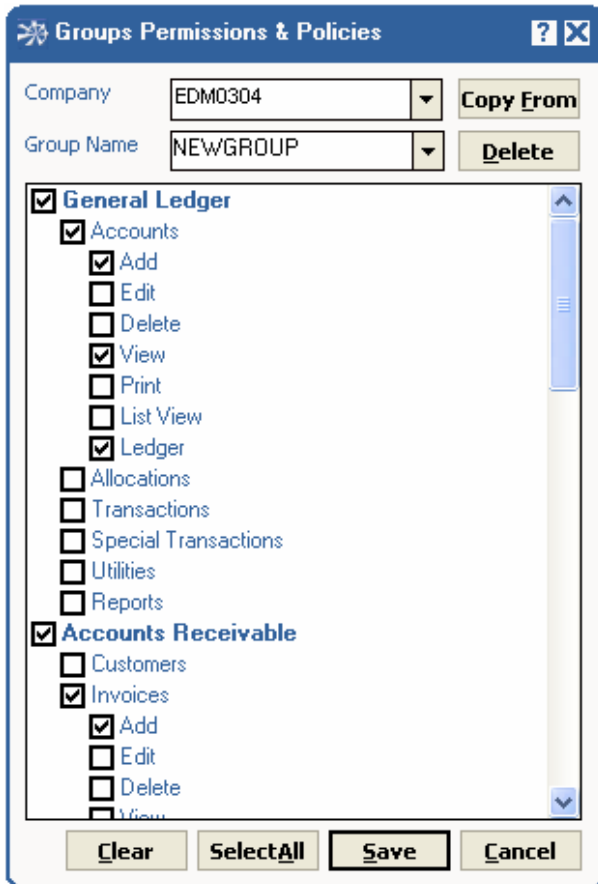 Groups Permissions & Policies ?
Company EDM0304 Copy From
Group Name NEWGROUP Delete
General Ledger
Accounts
Add
Edit
Delete
View
Print
List View
Ledger
Allocations
Transactions
Special Transactions
Utilities
Reports
Accounts Receivable
Customers
Invoices
Add
Edit
Delete
View
Clear SelectAll Save Cancel